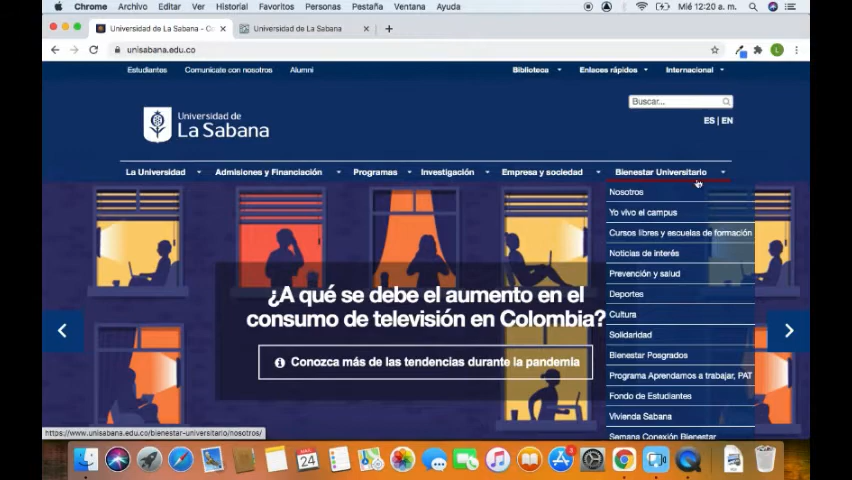 Chrome Archivo Editar Ver Historial Favoritos Personas Pestaña Ventana Ayuda Mié 12:20 a. m.
Universidad de La Sabana - C Universidad de La Sabana
unisabana.edu.co L
Estudiantes Comunícate con nosotros Alumni Biblioteca Enlaces rápidos Internacional
Buscar...
ES | EN
Universidad de
La Sabana
La Universidad Admisiones y Financiación Programas Investigación Empresa y sociedad Bienestar Universitario
Nosotros
Yo vivo el campus
Cursos libres y escuelas de formación
Noticias de interés
Prevención y salud
Deportes
Cultura
Solidaridad
Bienestar Posgrados
Programa Aprendamos a trabajar, PAT
Fondo de Estudiantes
Vivienda Sabana
Semana Conexión Bienestar
¿A qué se debe el aumento en el
consumo de televisión en Colombia?
Conozca más de las tendencias durante la pandemia
https://www.unisabana.edu.co/bienestar-universitario/nosotros/
24